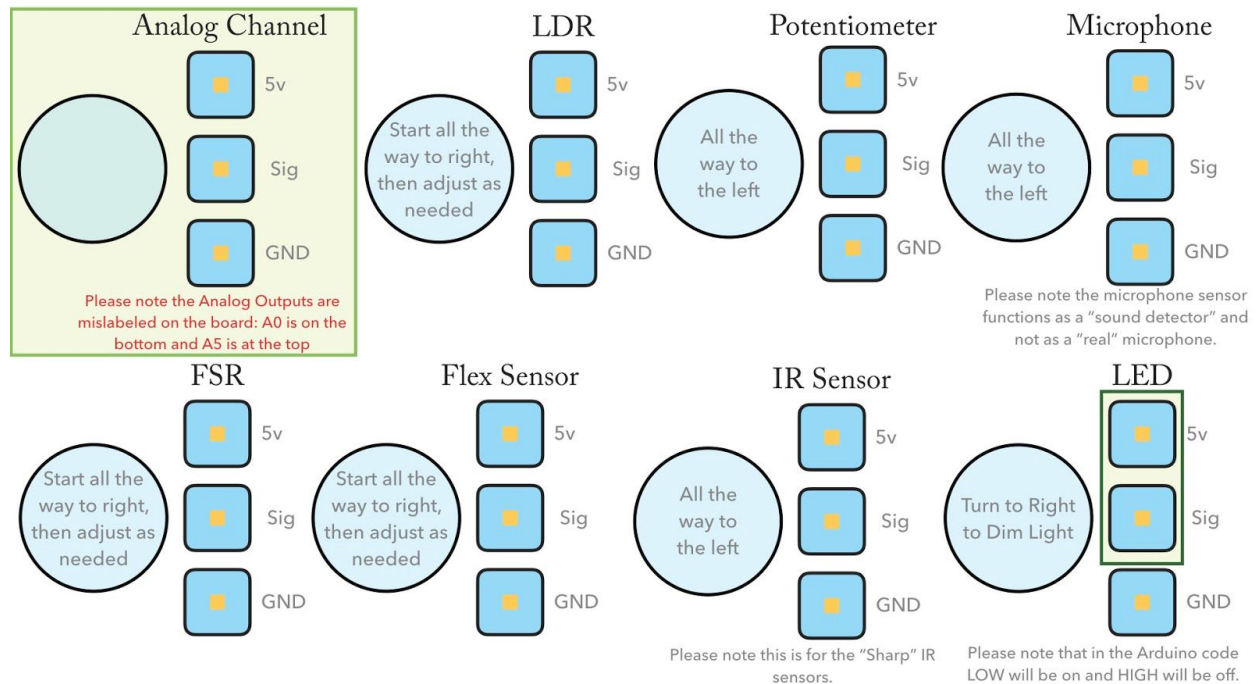 Analog Channel
5v
Sig
GND
Please note the Analog Outputs are
mislabeled on the board: A0 is on the
bottom and A5 is at the top
LDR
Start all the
way to right,
then adjust as
needed
5v
Sig
GND
Potentiometer
All the
way to
the left
5v
Sig
GND
Microphone
All the
way to
the left
5v
Sig
GND
Please note the microphone sensor
functions as a “sound detector” and
not as a “real” microphone.
FSR
Start all the
way to right,
then adjust as
needed
5v
Sig
GND
Flex Sensor
Start all the
way to right,
then adjust as
needed
5v
Sig
GND
IR Sensor
All the
way to
the left
5v
Sig
GND
Please note this is for the “Sharp” IR
sensors.
LED
Turn to Right
to Dim Light
5v
Sig
GND
Please note that in the Arduino code
LOW will be on and HIGH will be off.